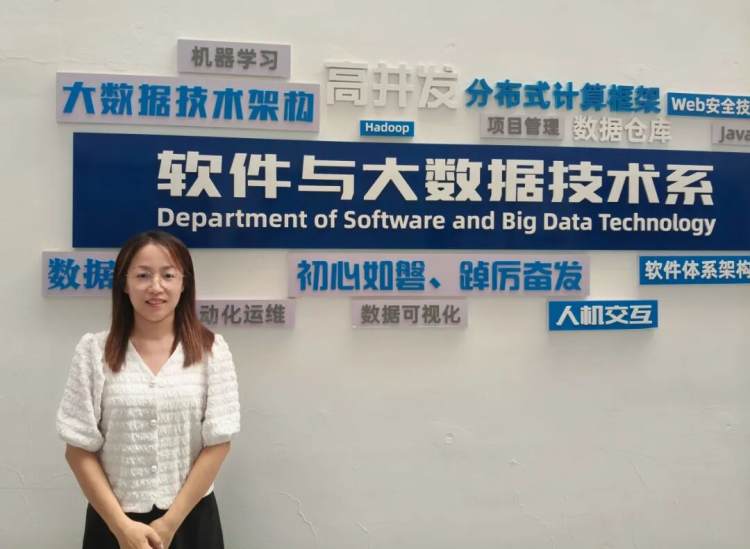 机器学习
高并发
大数据技术架构
分布式计算框架
Web安全技
Hadoop
项目管理
数据仓库
Java
软件与大数据技术系
Department of Software and Big Data Technology
数据
初心如磐、踔厉奋发
软件体系架构
动化运维
数据可视化
人机交互